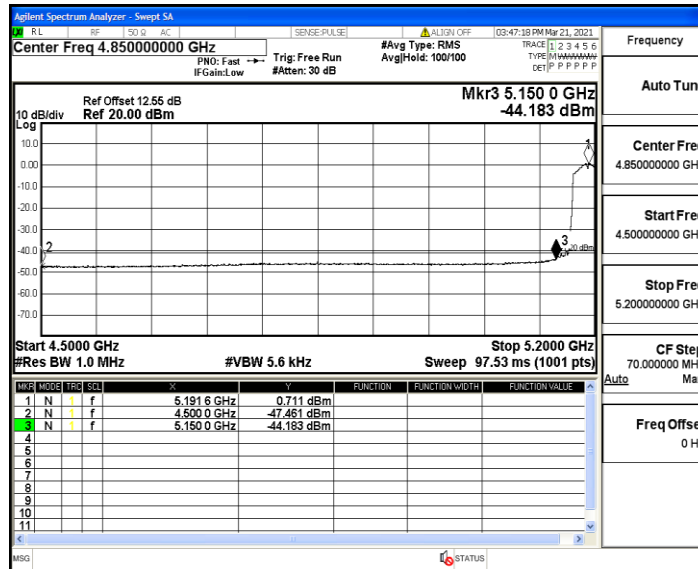 Agilent Spectrum Analyzer - Swept SA
RL RF 50 Ω AC SENSE:PULSE ALIGN OFF 03:47:18 PM Mar 21, 2021
Center Freq 4.850000000 GHz
PNO: Fast
IFGain:Low
Trig: Free Run
#Atten: 30 dB
#Avg Type: RMS
Avg|Hold: 100/100
TRACE 1 2 3 4 5 6
TYPE M W W W W W
DET P P P P P P
Ref Offset 12.55 dB
10 dB/div Ref 20.00 dBm
Log
Mkr3 5.150 0 GHz
-44.183 dBm
10.0
0.00
-10.0
-20.0
-30.0
-40.0
-50.0
-60.0
-70.0
1
2
3
Start 4.5000 GHz Stop 5.2000 GHz
#Res BW 1.0 MHz #VBW 5.6 kHz Sweep 97.53 ms (1001 pts)
MKR MODE TRC SCL X Y FUNCTION FUNCTION WIDTH FUNCTION VALUE
1 N 1 f 5.191 6 GHz 0.711 dBm
2 N 1 f 4.500 0 GHz -47.461 dBm
3 N 1 f 5.150 0 GHz -44.183 dBm
4
5
6
7
8
9
10
11
MSG STATUS
Frequency
Auto Tun
Center Fre
4.850000000 GH
Start Fre
4.500000000 GH
Stop Fre
5.200000000 GH
CF Ste
70.000000 MH
Auto Ma
Freq Offse
0 H